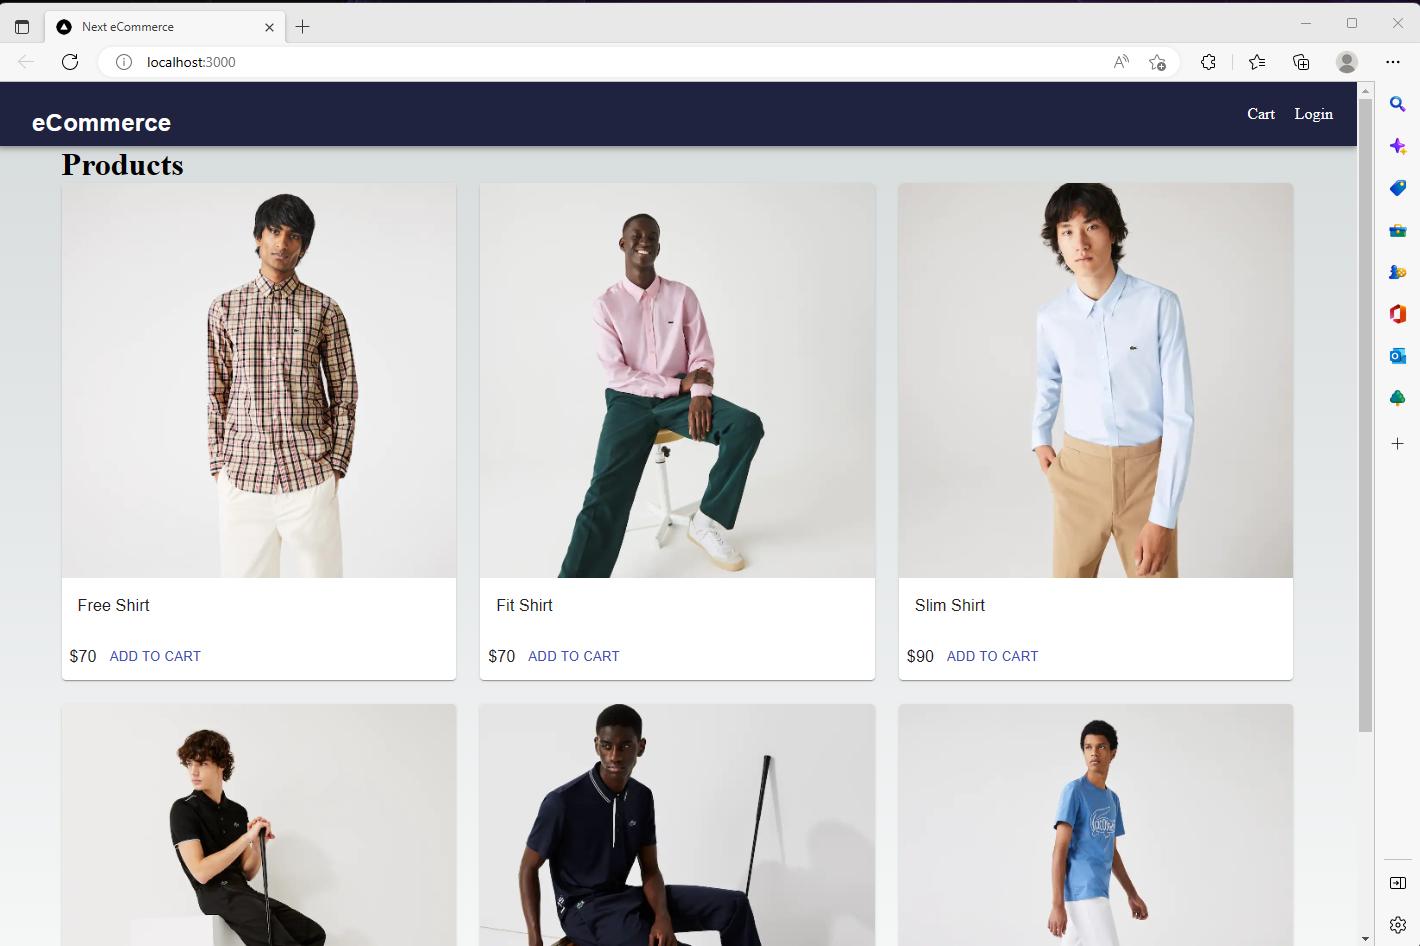 Next eCommerce
localhost:3000
eCommerce
Cart Login
Products
Free Shirt
$70 ADD TO CART
Fit Shirt
$70 ADD TO CART
Slim Shirt
$90 ADD TO CART